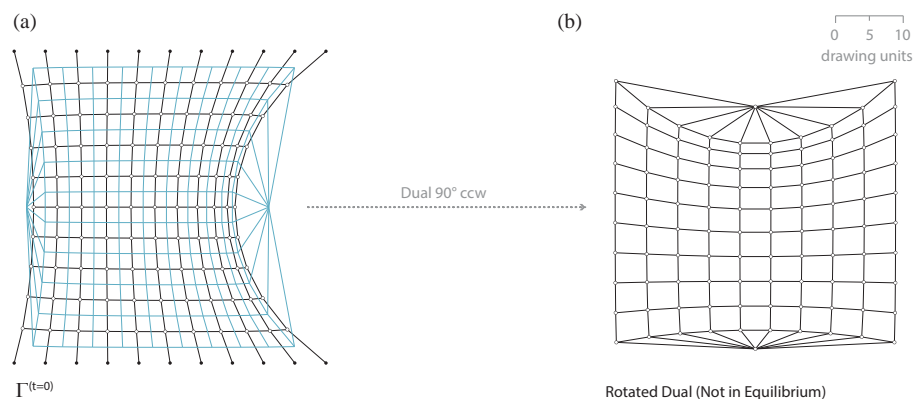 (a)
(b)
0 5 10
drawing units
Dual 90° ccw
Γ(t=0)
Rotated Dual (Not in Equilibrium)